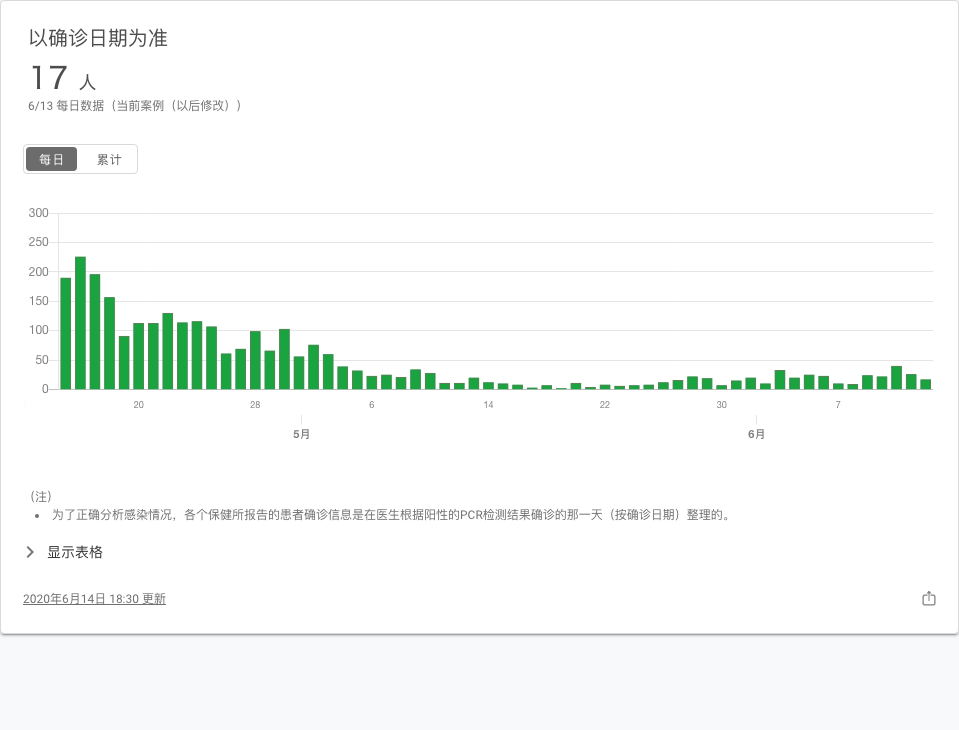 以确诊日期为准
17 人
6/13 每日数据（当前案例（以后修改））
每日 累计
300
250
200
150
100
50
0
20 28 6 14 22 30 7
5月 6月
（注）
• 为了正确分析感染情况，各个保健所报告的患者确诊信息是在医生根据阳性的PCR检测结果确诊的那一天（按确诊日期）整理的。
显示表格
2020年6月14日 18:30 更新